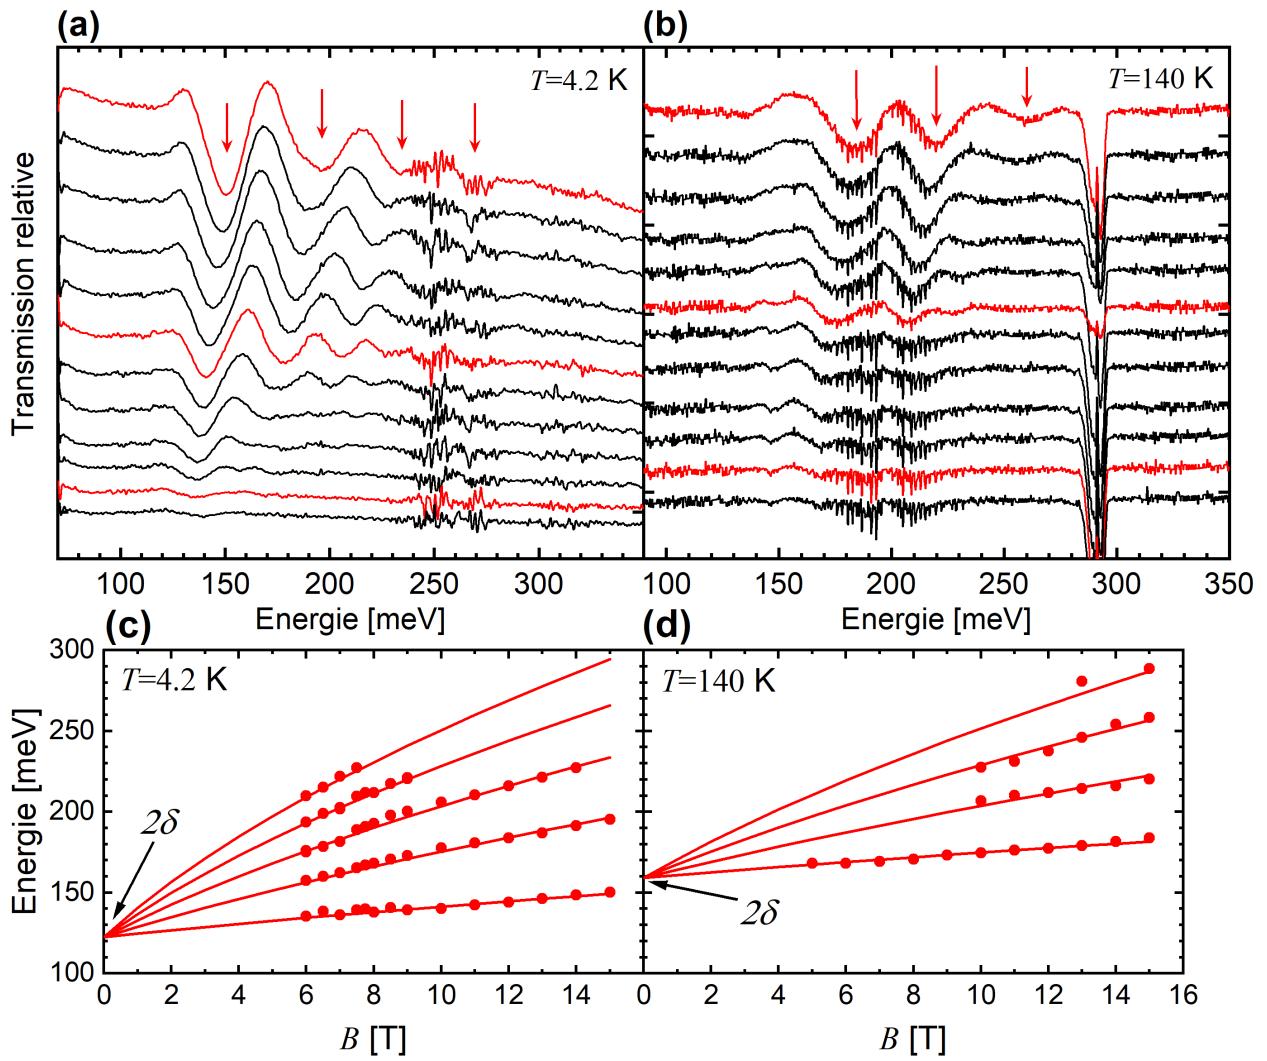 (a)
(b)
T=4.2 K
T=140 K
Transmission relative
100 150 200 250 300
100 150 200 250 300 350
Energie [meV]
Energie [meV]
(c)
(d)
300
250
200
150
100
T=4.2 K
T=140 K
Energie [meV]
2δ
2δ
0 2 4 6 8 10 12 14
0 2 4 6 8 10 12 14 16
B [T]
B [T]